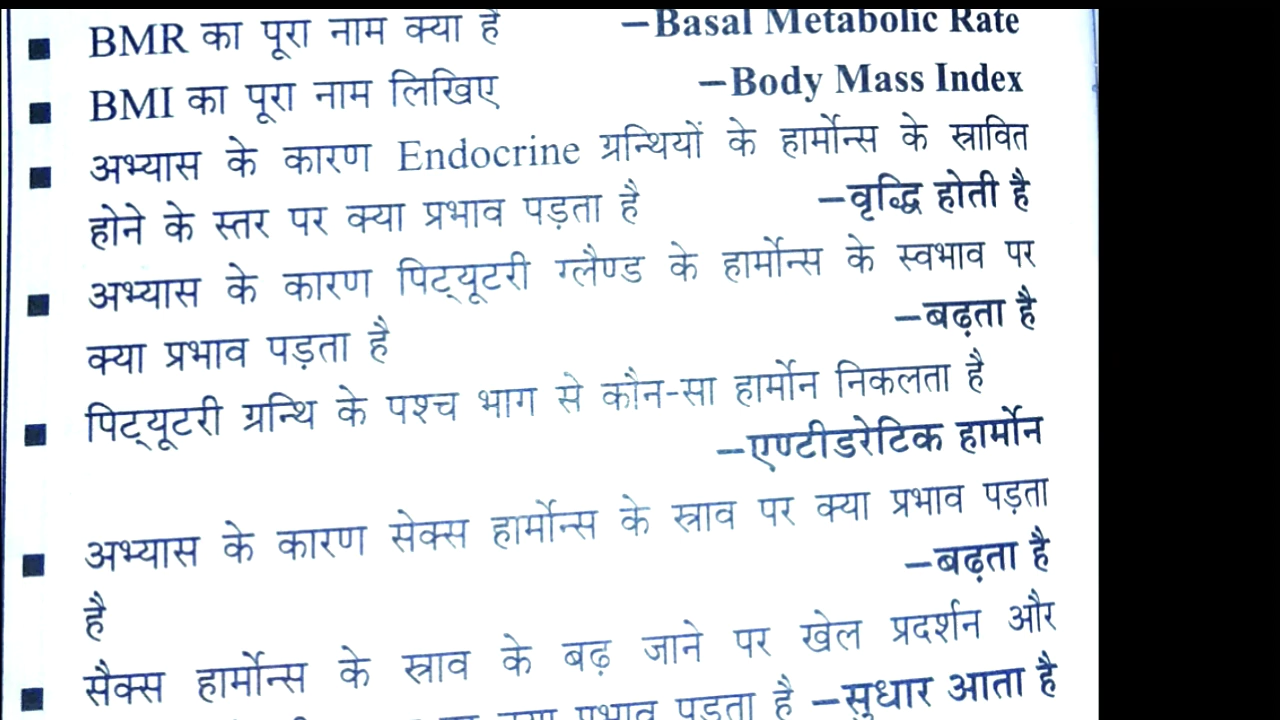 ■ BMR का पूरा नाम क्या है –Basal Metabolic Rate
■ BMI का पूरा नाम लिखिए –Body Mass Index
■ अभ्यास के कारण Endocrine ग्रन्थियों के हार्मोन्स के स्रावित
होने के स्तर पर क्या प्रभाव पड़ता है –वृद्धि होती है
■ अभ्यास के कारण पिट्यूटरी ग्लैण्ड के हार्मोन्स के स्वभाव पर
क्या प्रभाव पड़ता है –बढ़ता है
■ पिट्यूटरी ग्रन्थि के पश्च भाग से कौन-सा हार्मोन निकलता है
–एण्टीडरेटिक हार्मोन
■ अभ्यास के कारण सेक्स हार्मोन्स के स्राव पर क्या प्रभाव पड़ता
है –बढ़ता है
■ सैक्स हार्मोन्स के स्राव के बढ़ जाने पर खेल प्रदर्शन और
क्या प्रभाव पड़ता है –सुधार आता है